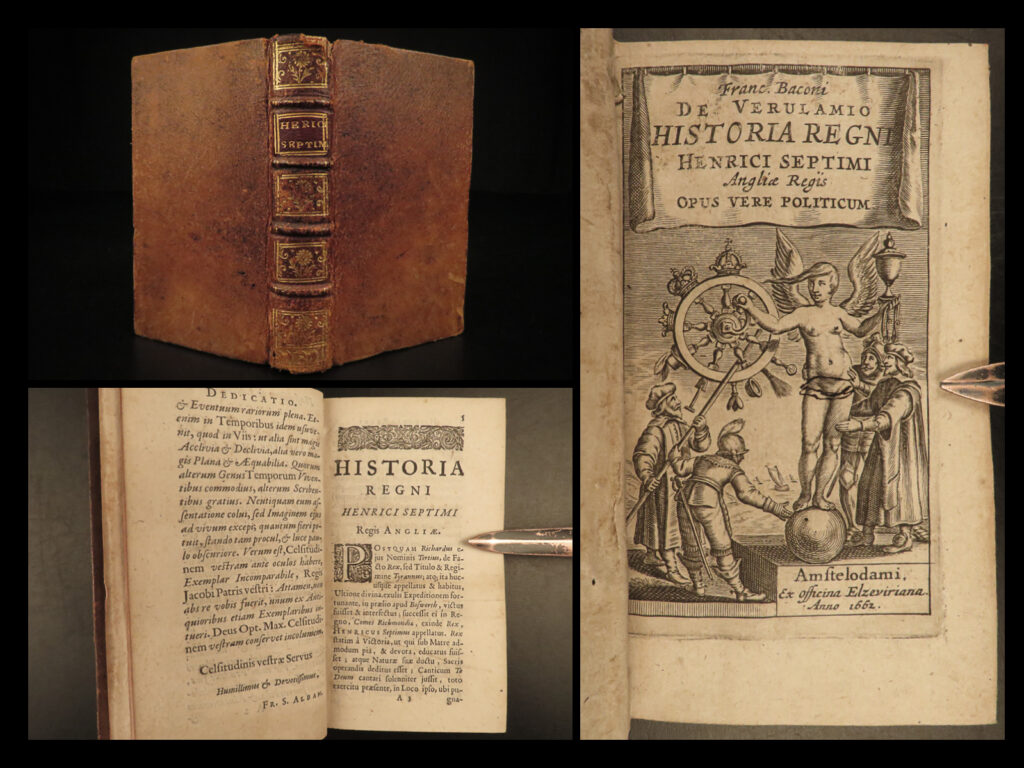 HERIC
SEPTIM
Franc. Baconi
DE VERULAMIO
HISTORIA REGNI
HENRICI SEPTIMI
Angliæ Regis
OPUS VERE POLITICUM
Amstelodami,
Ex officina Elzeviriana.
Anno 1662.
DEDICATIO.
& Eventuum rariorum plena. Et-
enim in Temporibus idem usuve-
nit, quod in Viis: ut alia sint magis
Acclivia & Declivia, alia vero ma-
gis Plana & Æquabilia. Quorum
alterum Genus Temporum Viven-
tibus commodius, alterum Scriben-
tibus gratius. Neutiquam eum as-
sentatione colui, sed Imaginem ejus
ad vivum excepi, quantum fieri po-
tuit, stando tam procul, & luce pau-
lo obscuriore. Verum est, Celsitudi-
nem vestram ante oculos habere
Exemplar Incomparabile, Regis
Jacobi Patris vestri: Attamen, non
abs re vobis fuerit, unum ex Anti-
quioribus etiam Exemplaribus in-
tueri. Deus Opt. Max. Celsitudi-
nem vestram conservet incolumem
Celsitudinis vestræ Servus
Humillimus & Devotissimus,
FR. S. ALBAN.
HISTORIA
REGNI
HENRICI SEPTIMI
Regis ANGLIÆ.
POSTQUAM Richardus e-
jus Nominis Tertius, de Fa-
cto Rex, sed Titulo & Regi-
mine Tyrannus; atq; ita huc-
usque appellatus & habitus,
Ultione divina, exulis Expeditionem for-
tunante, in prælio apud Bosworth, victus
fuisset & interfectus, successit ei in Re-
gno, Comes Richmondiæ, exinde Rex,
HENRICUS Septimus appellatus. Rex
statim à Victoria, ut qui sub Matre ad-
modum pia, & devota, educatus fuis-
set; atque Naturæ suæ ductu, Sacris
operandis deditus esset; Canticum Te
Deum cantari solenniter jussit, toto
exercitu præsente, in Loco ipso, ubi pu-
A 3 gna-